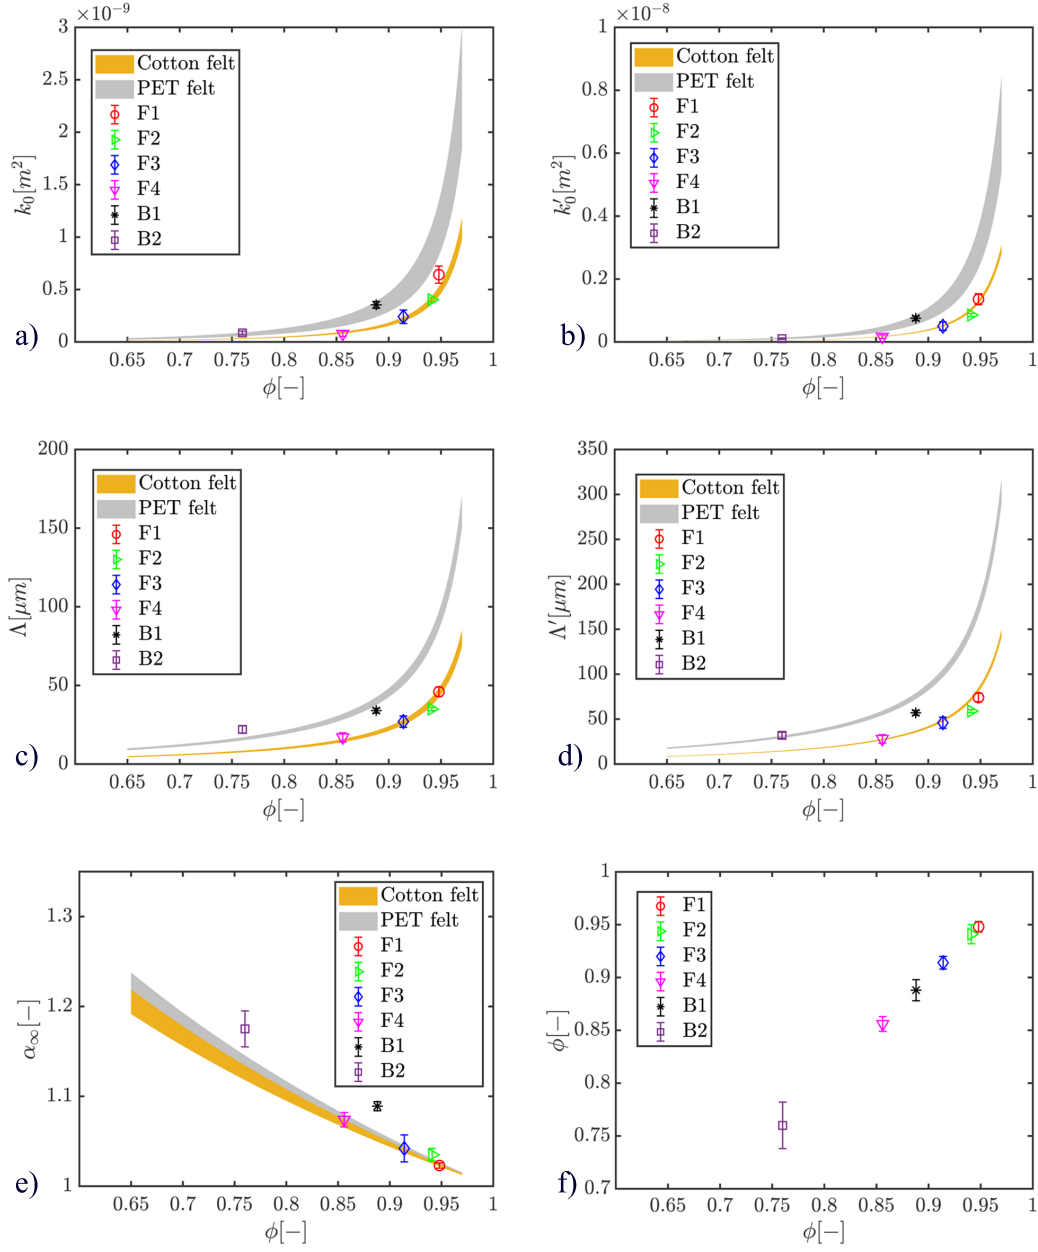 ×10⁻⁹
3
2.5
2
1.5
1
0.5
0
k₀[m²]
Cotton felt
PET felt
F1
F2
F3
F4
B1
B2
0.65 0.7 0.75 0.8 0.85 0.9 0.95 1
ϕ[−]
a)
×10⁻⁸
1
0.8
0.6
0.4
0.2
0
k₀′[m²]
Cotton felt
PET felt
F1
F2
F3
F4
B1
B2
0.65 0.7 0.75 0.8 0.85 0.9 0.95 1
ϕ[−]
b)
200
150
100
50
0
Λ[μm]
Cotton felt
PET felt
F1
F2
F3
F4
B1
B2
0.65 0.7 0.75 0.8 0.85 0.9 0.95 1
ϕ[−]
c)
350
300
250
200
150
100
50
0
Λ′[μm]
Cotton felt
PET felt
F1
F2
F3
F4
B1
B2
0.65 0.7 0.75 0.8 0.85 0.9 0.95 1
ϕ[−]
d)
1.3
1.2
1.1
1
α∞[−]
Cotton felt
PET felt
F1
F2
F3
F4
B1
B2
0.65 0.7 0.75 0.8 0.85 0.9 0.95 1
ϕ[−]
e)
1
0.95
0.9
0.85
0.8
0.75
0.7
ϕ[−]
F1
F2
F3
F4
B1
B2
0.65 0.7 0.75 0.8 0.85 0.9 0.95 1
ϕ[−]
f)